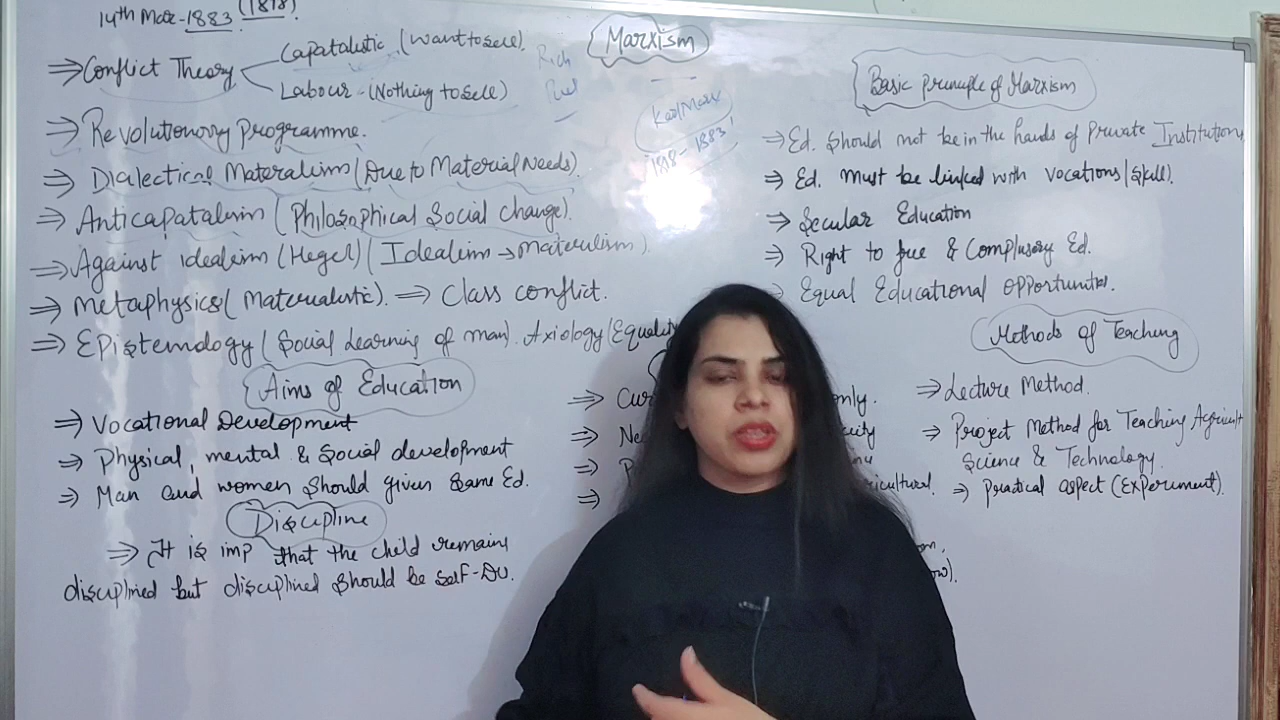 14th Mar-1883 (1818).
Marxism
⇒ Conflict Theory
Capatalistic (Want to sell).
Labour - (Nothing to sell)
Rich
Karl Marx
1818 - 1883
⇒ Revolutionary programme.
⇒ Dialectical Materalism (Due to Material Needs).
⇒ Anticapatalism (Philosophical Social Change).
⇒ Against idealism (Hegel) (Idealism → materialism).
⇒ Metaphysics (Materialistic). ⇒ Class conflict.
⇒ Epistemology (Social Learning of man). Axiology (Equality
Aims of Education
⇒ Vocational Development
⇒ Physical, mental & Social development
⇒ Man and women Should given Same Ed.
Discipline
⇒ It is imp that the child remains
disciplined but disciplined Should be Self-
Basic principle of Marxism
⇒ Ed. Should not be in the hands of Private Institutions
⇒ Ed. must be linked with vocations/Skill).
⇒ Secular Education
⇒ Right to free & Complusory Ed.
⇒ Equal Educational opportunities.
⇒ only.
⇒
⇒
⇒
Methods of Teaching
⇒ Lecture Method.
⇒ Project Method for Teaching Agricult
Science & Technology.
⇒ Practical aspect (Experiment).